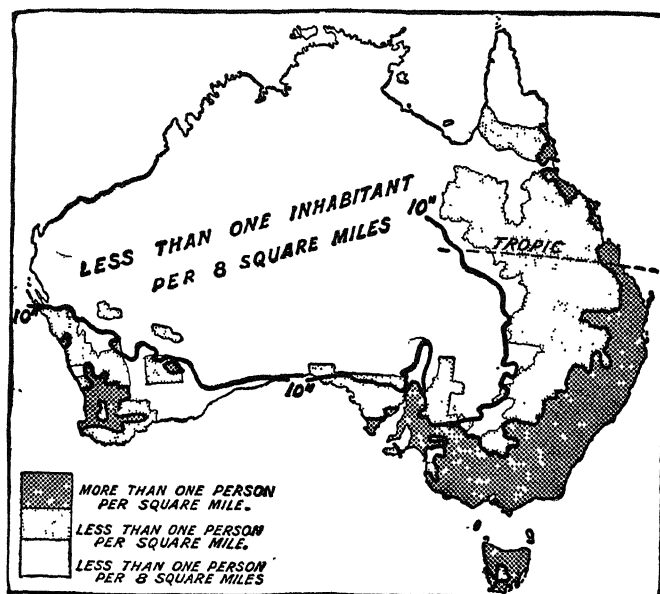 LESS THAN ONE INHABITANT
PER 8 SQUARE MILES
10"
TROPIC
10"
10"
MORE THAN ONE PERSON
PER SQUARE MILE.
LESS THAN ONE PERSON
PER SQUARE MILE.
LESS THAN ONE PERSON
PER 8 SQUARE MILES